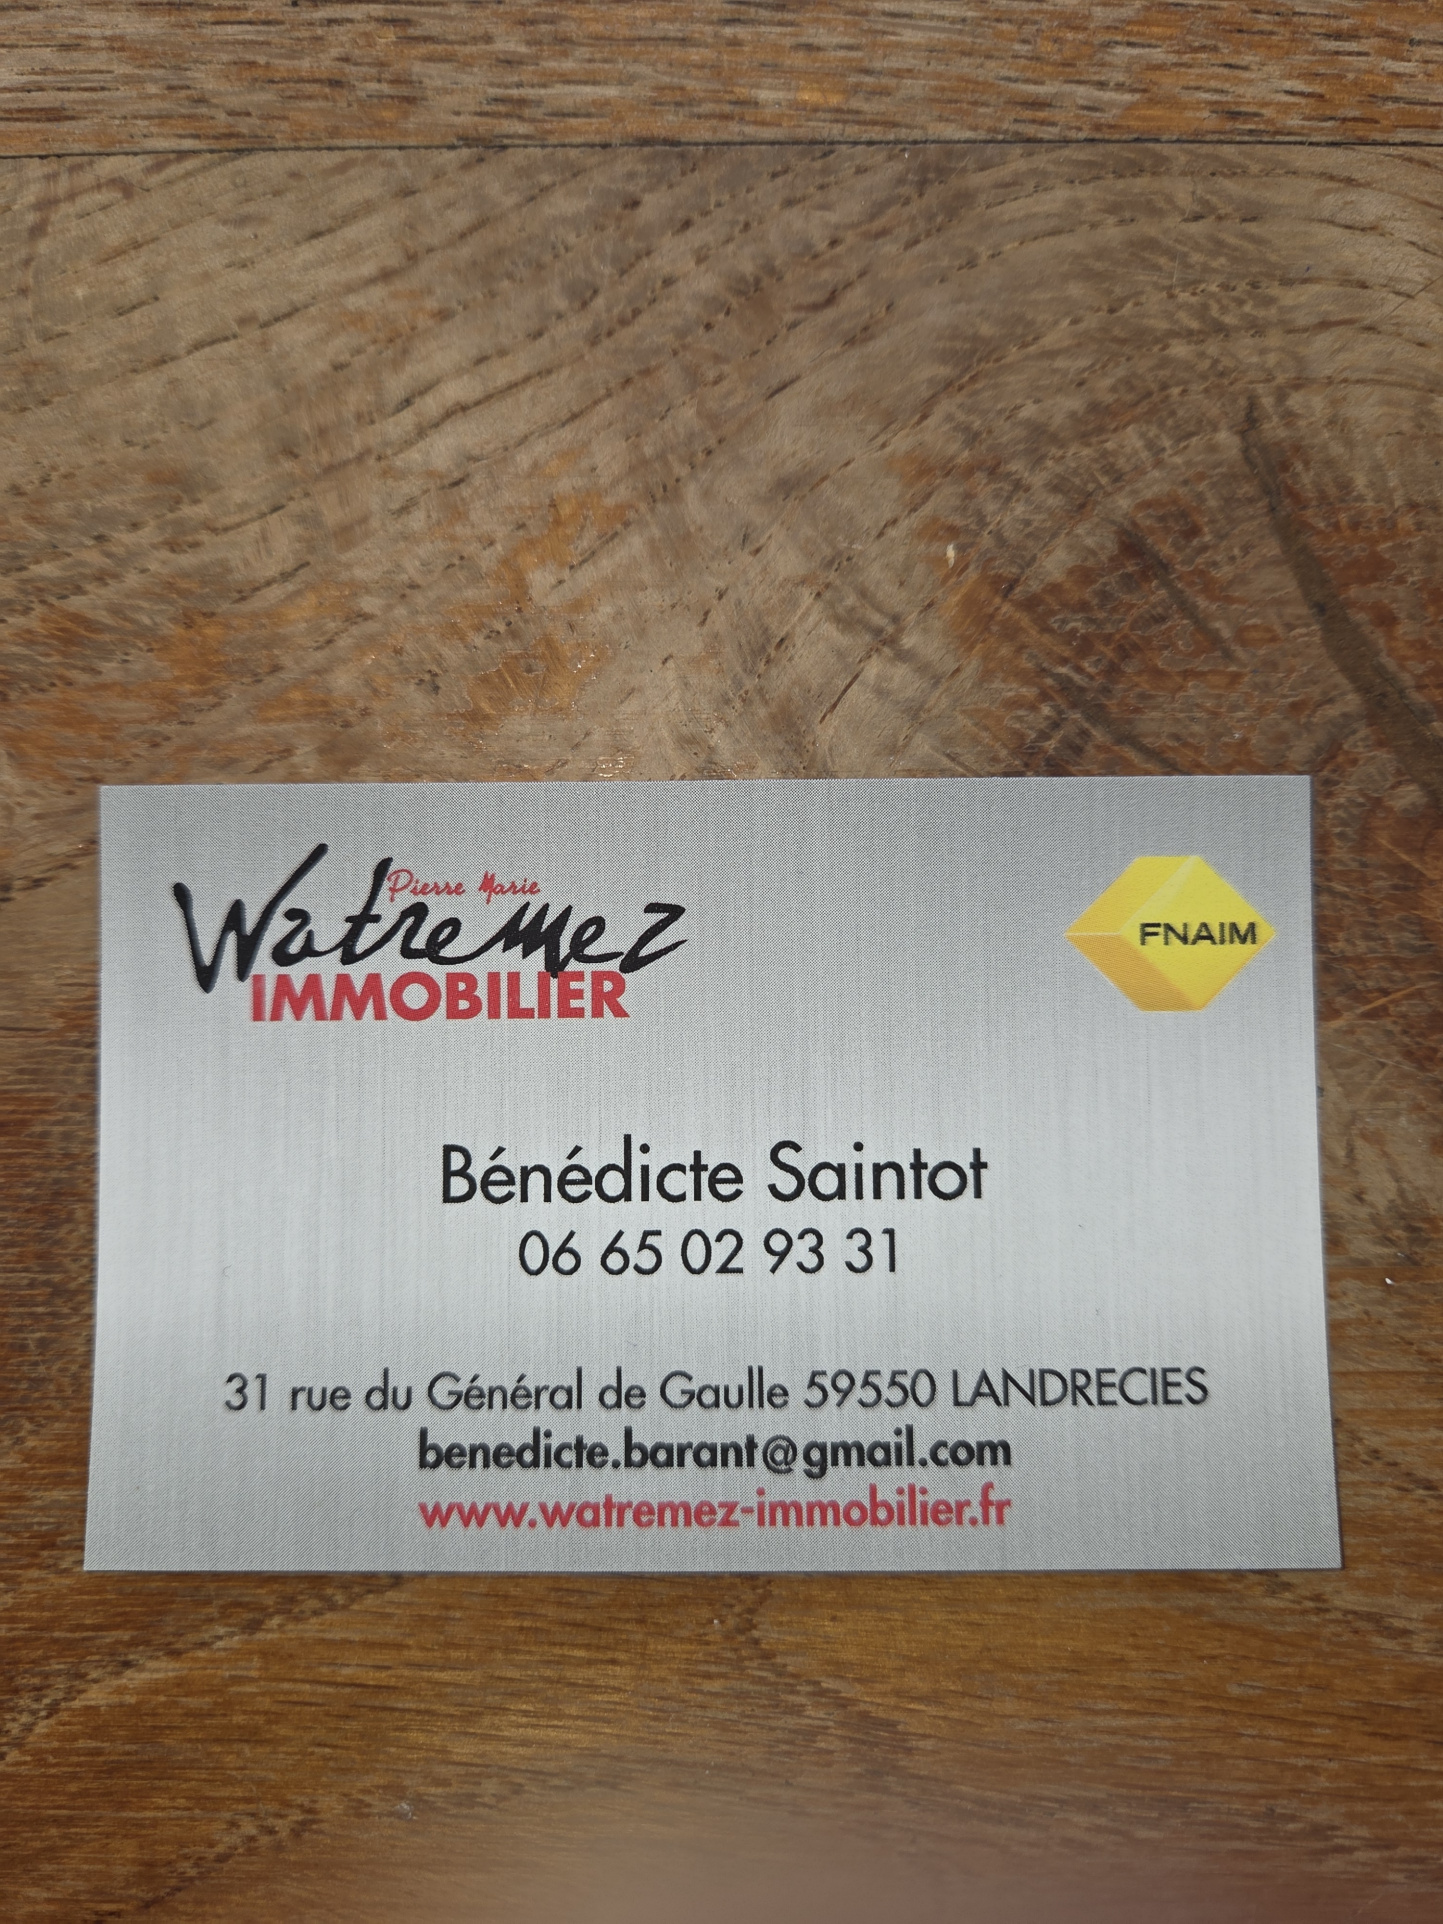 Pierre Marie
Watremez
IMMOBILIER
FNAIM
Bénédicte Saintot
06 65 02 93 31
31 rue du Général de Gaulle 59550 LANDRECIES
benedicte.barant@gmail.com
www.watremez-immobilier.fr